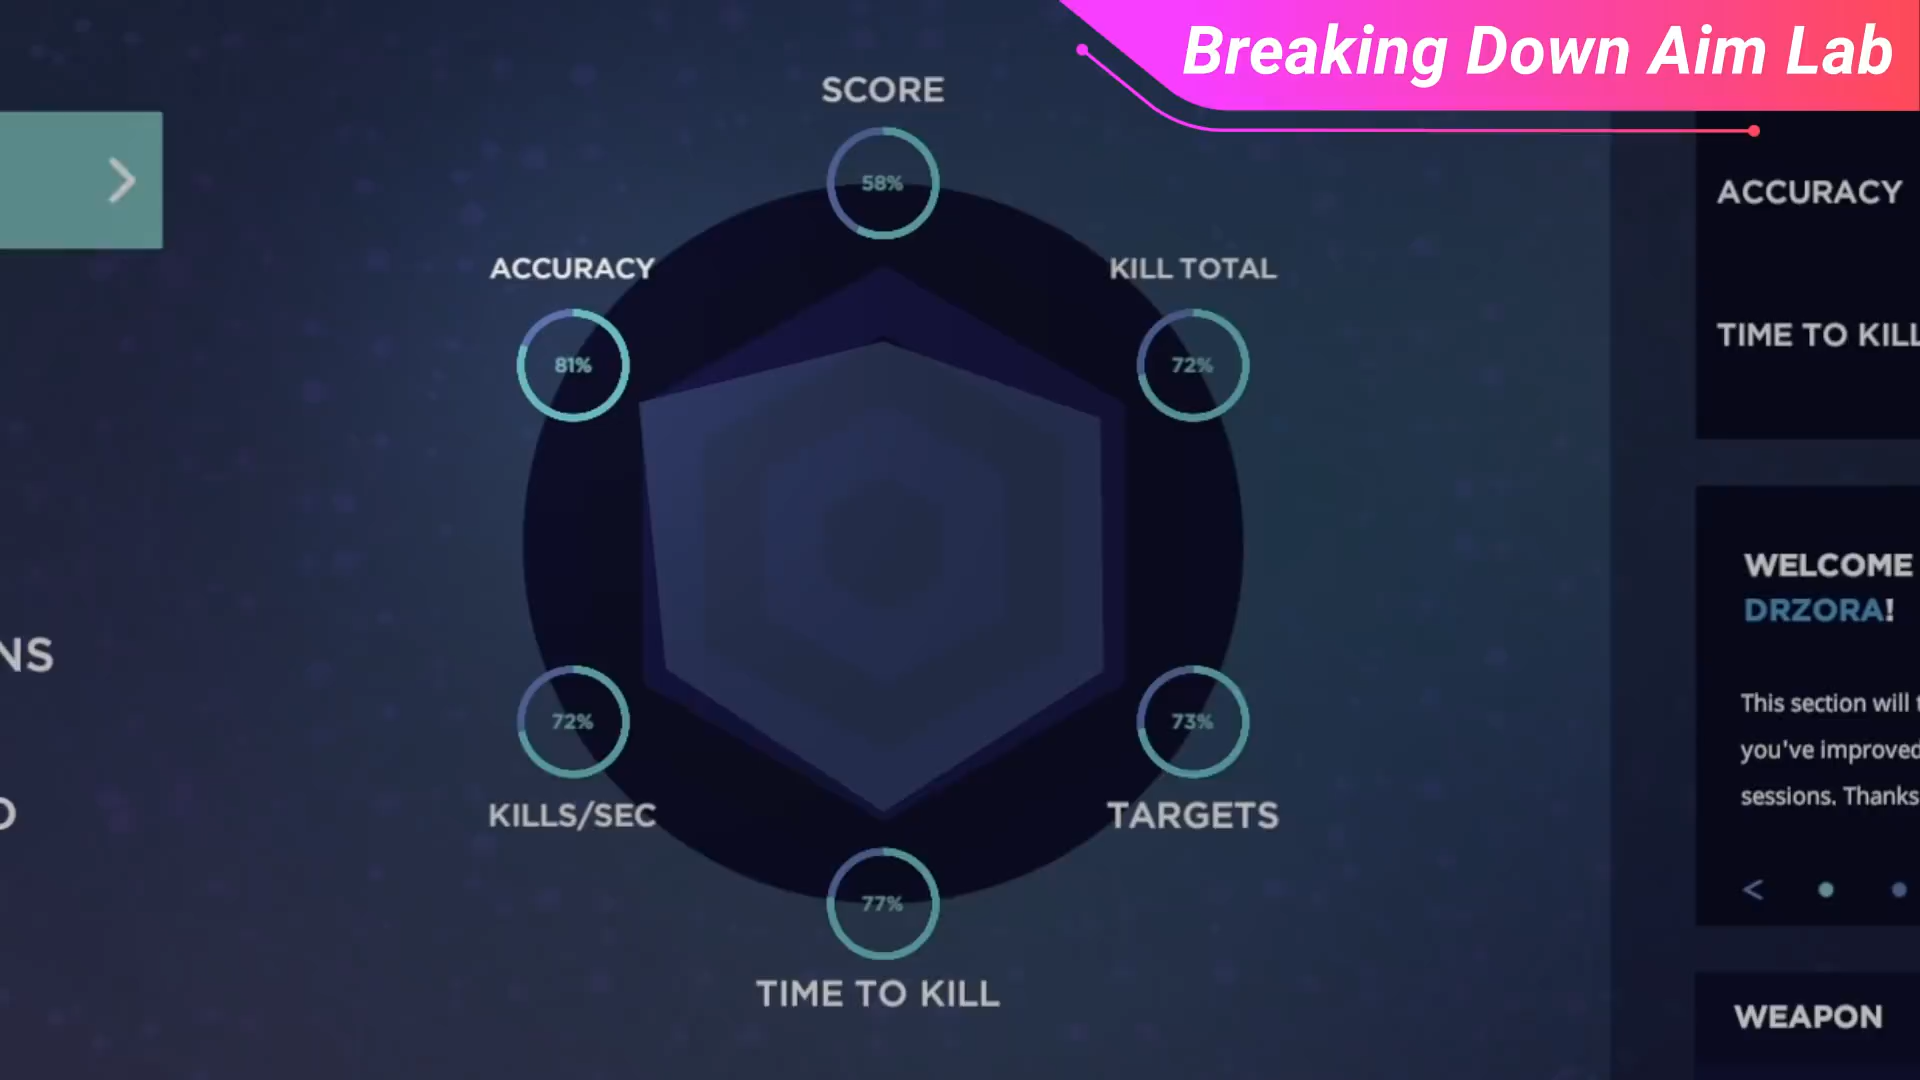 Breaking Down Aim Lab
SCORE
58%
ACCURACY
81%
KILL TOTAL
72%
KILLS/SEC
72%
TARGETS
73%
TIME TO KILL
77%
ACCURACY
TIME TO KILL
WELCOME
DRZORA!
This section will
you've improved
sessions. Thanks
<
WEAPON
NS